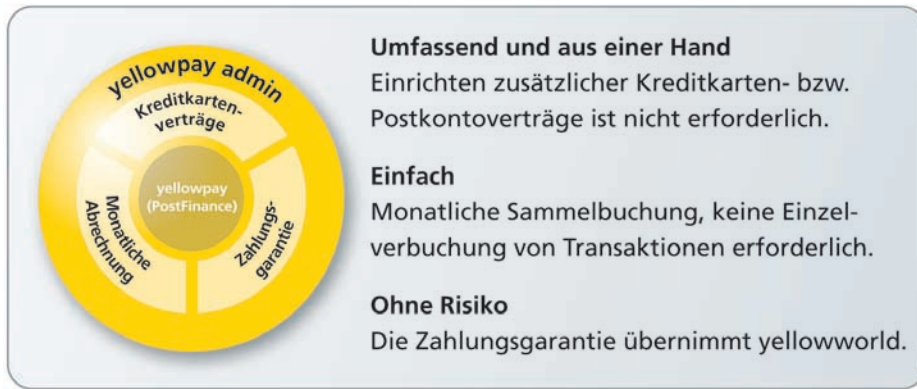 yellowpay admin
Kreditkarten-
verträge
yellowpay
(PostFinance)
Monatliche
Abrechnung
Zahlungs-
garantie
Umfassend und aus einer Hand
Einrichten zusätzlicher Kreditkarten- bzw.
Postkontoverträge ist nicht erforderlich.
Einfach
Monatliche Sammelbuchung, keine Einzel-
verbuchung von Transaktionen erforderlich.
Ohne Risiko
Die Zahlungsgarantie übernimmt yellowworld.